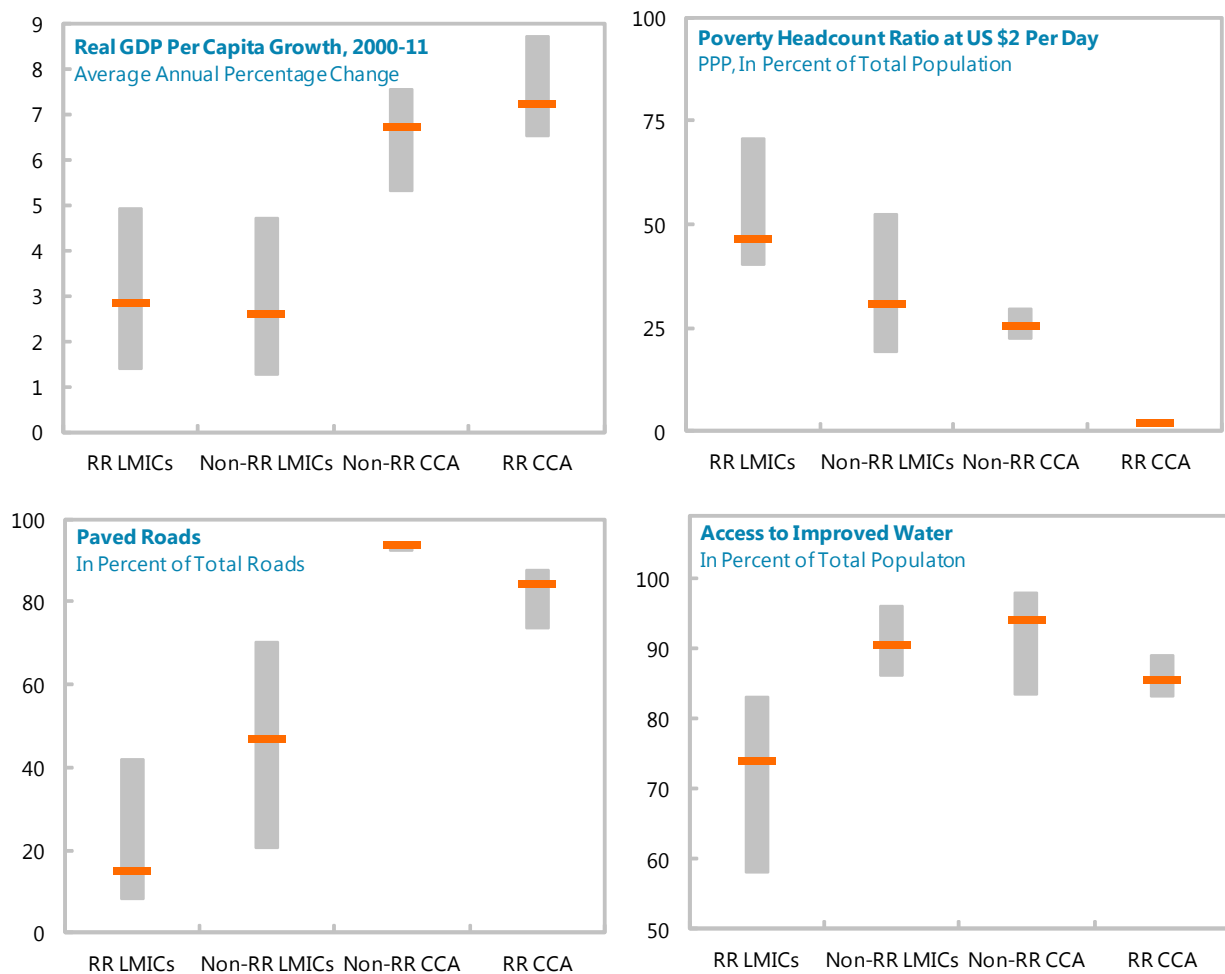 Real GDP Per Capita Growth, 2000-11
Average Annual Percentage Change
9
8
7
6
5
4
3
2
1
0
RR LMICs Non-RR LMICs Non-RR CCA RR CCA
Poverty Headcount Ratio at US $2 Per Day
PPP, In Percent of Total Population
100
75
50
25
0
RR LMICs Non-RR LMICs Non-RR CCA RR CCA
Paved Roads
In Percent of Total Roads
100
80
60
40
20
0
RR LMICs Non-RR LMICs Non-RR CCA RR CCA
Access to Improved Water
In Percent of Total Populaton
100
90
80
70
60
50
RR LMICs Non-RR LMICs Non-RR CCA RR CCA